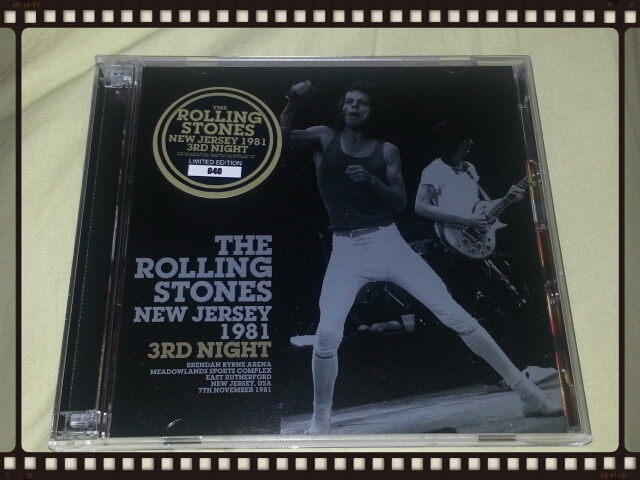 THE
ROLLING
STONES
NEW JERSEY 1981
3RD NIGHT
LIMITED EDITION
040
THE
ROLLING
STONES
NEW JERSEY
1981
3RD NIGHT
BRENDAN BYRNE ARENA
MEADOWLANDS SPORTS COMPLEX
EAST RUTHERFORD
NEW JERSEY, USA
7TH NOVEMBER 1981